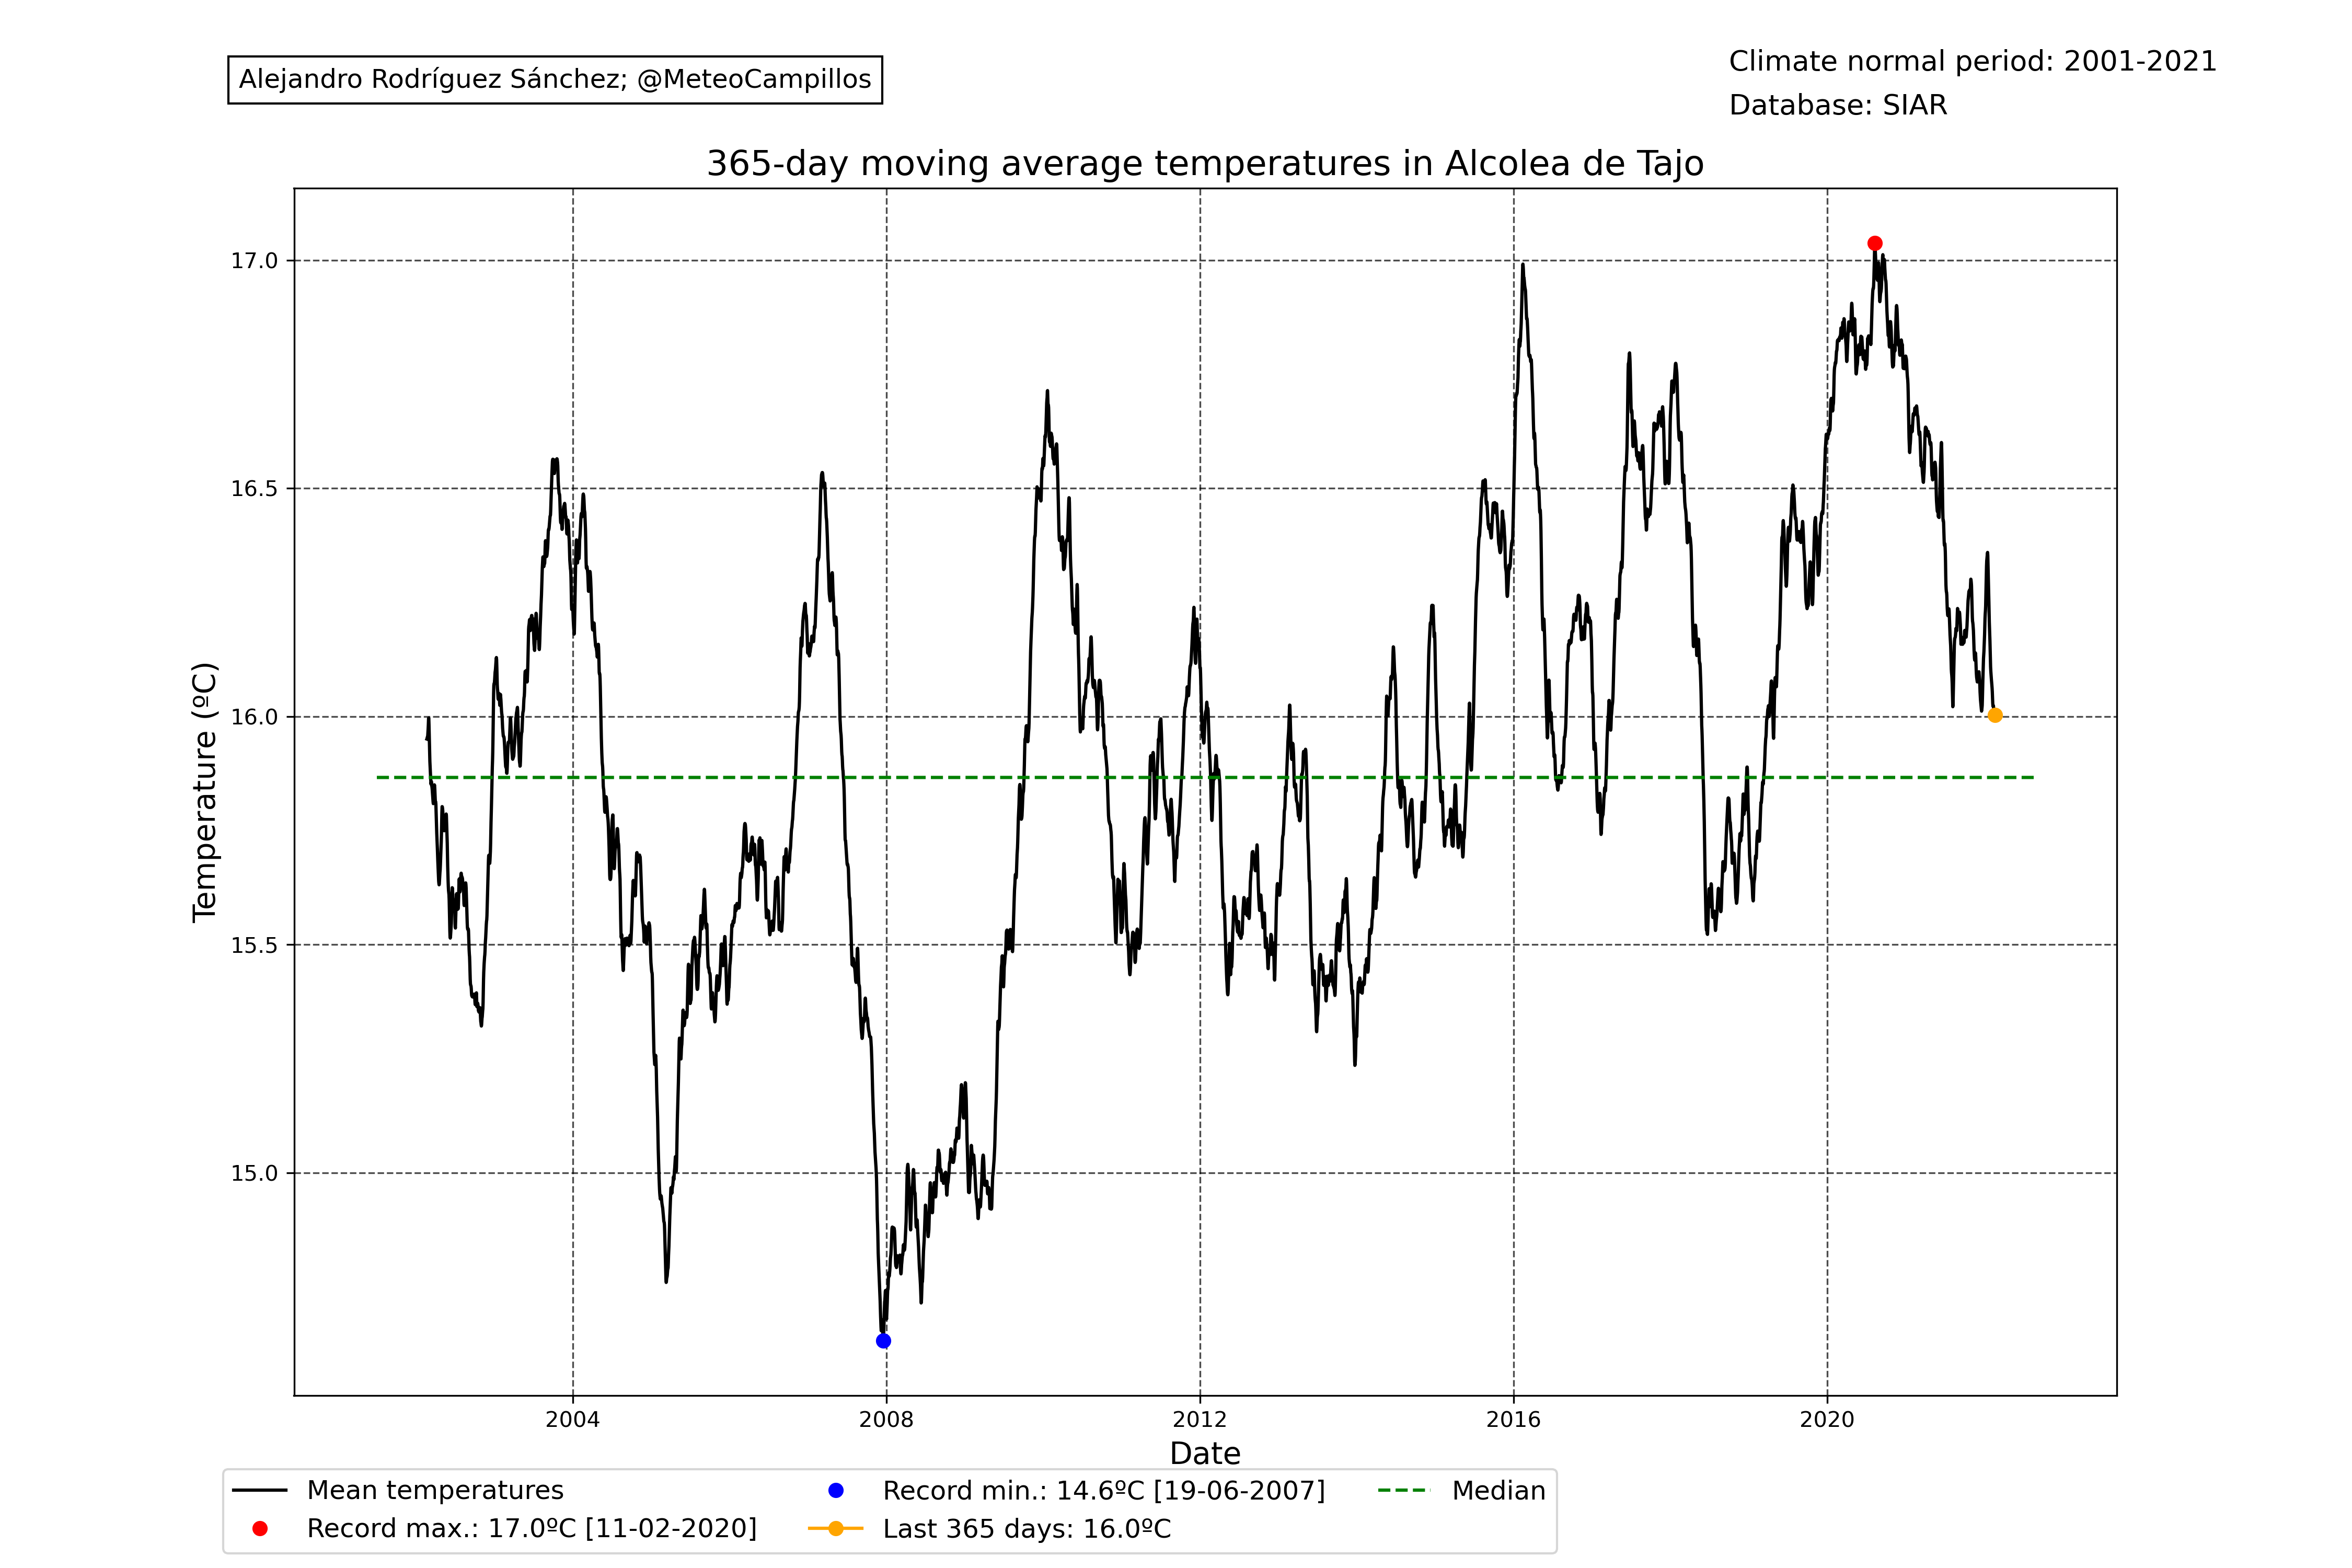 Alejandro Rodríguez Sánchez; @MeteoCampillos
Climate normal period: 2001-2021
Database: SIAR
365-day moving average temperatures in Alcolea de Tajo
Temperature (ºC)
17.0
16.5
16.0
15.5
15.0
2004
2008
2012
2016
2020
Date
Mean temperatures
Record max.: 17.0ºC [11-02-2020]
Record min.: 14.6ºC [19-06-2007]
Last 365 days: 16.0ºC
Median